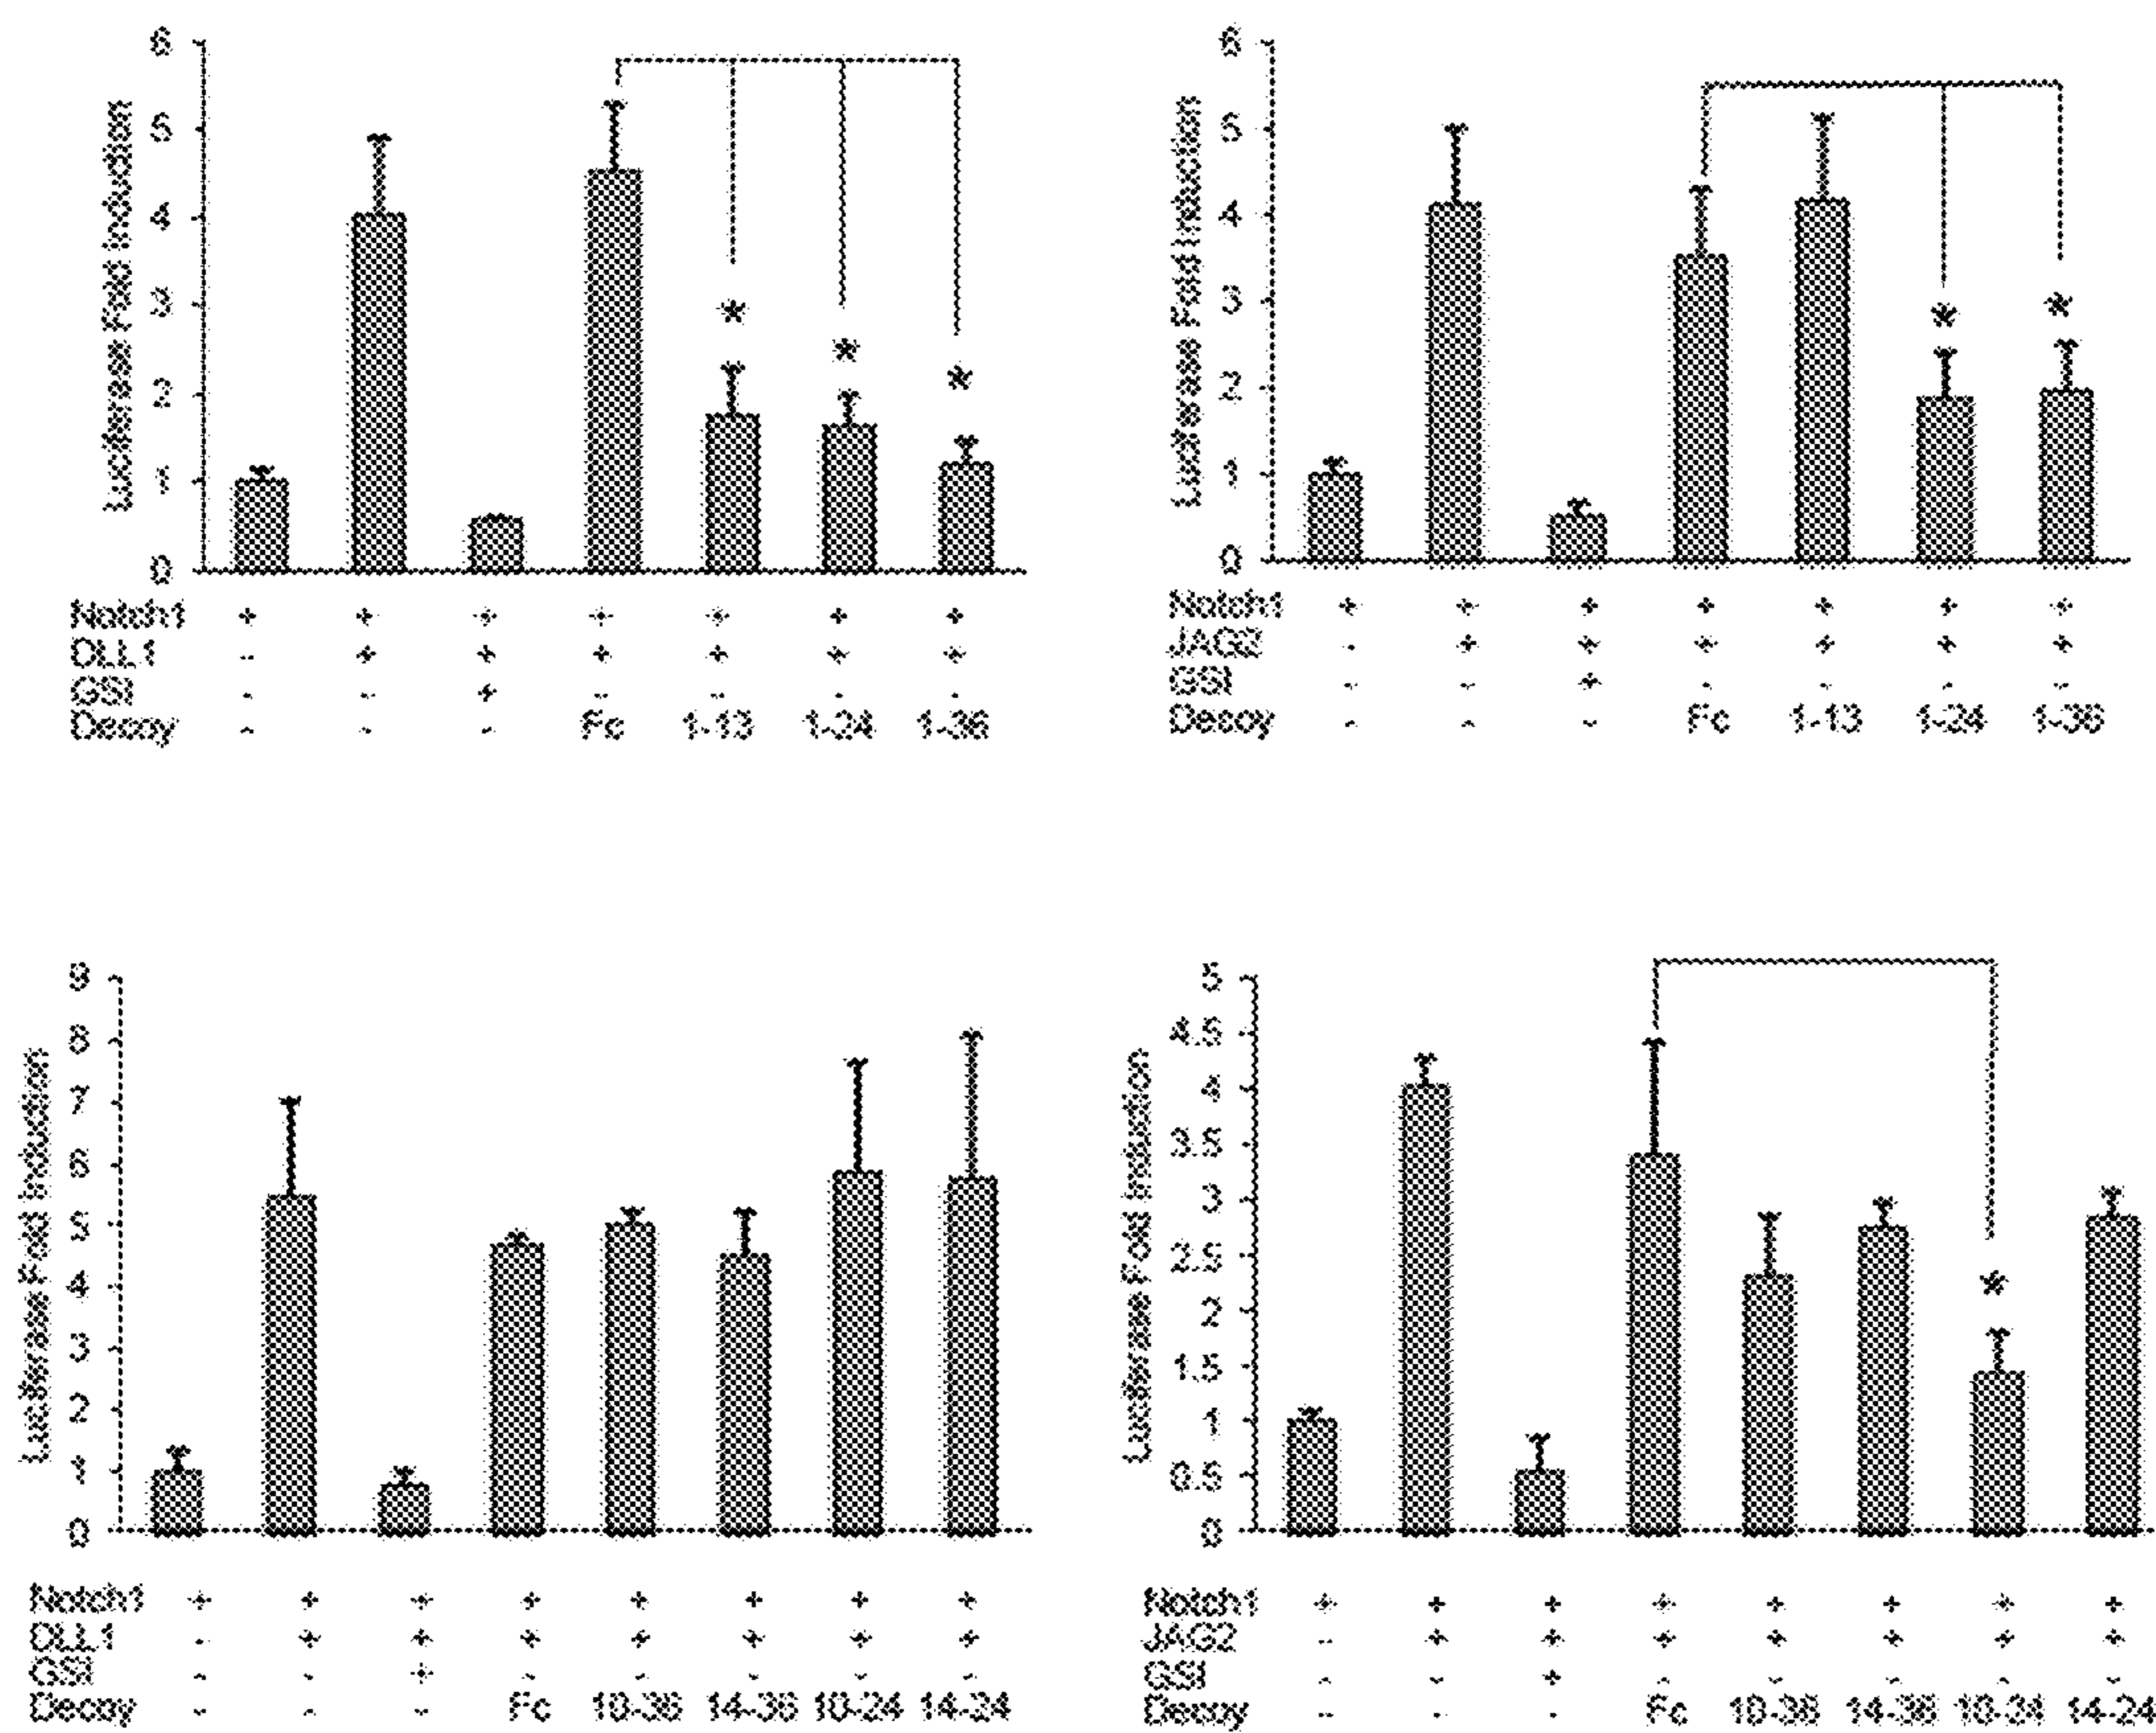 Luciferase Fold Induction
6
5
4
3
2
1
0
Notch1 + + + + + + +
DLL1 - + + + + + +
GSI - - + - - - -
Decoy - - - Fc 1-13 1-24 1-36
* * *
Luciferase Fold Induction
6
5
4
3
2
1
0
Notch1 + + + + + + +
JAG2 - + + + + + +
GSI - - + - - - -
Decoy - - - Fc 1-13 1-24 1-36
* *
Luciferase Fold Induction
9
8
7
6
5
4
3
2
1
0
Notch1 + + + + + + + +
DLL1 - + + + + + + +
GSI - - + - - - - -
Decoy - - - Fc 10-36 14-36 10-24 14-24
Luciferase Fold Induction
5
4.5
4
3.5
3
2.5
2
1.5
1
0.5
0
Notch1 + + + + + + + +
JAG2 - + + + + + + +
GSI - - + - - - - -
Decoy - - - Fc 10-36 14-36 10-24 14-24
*